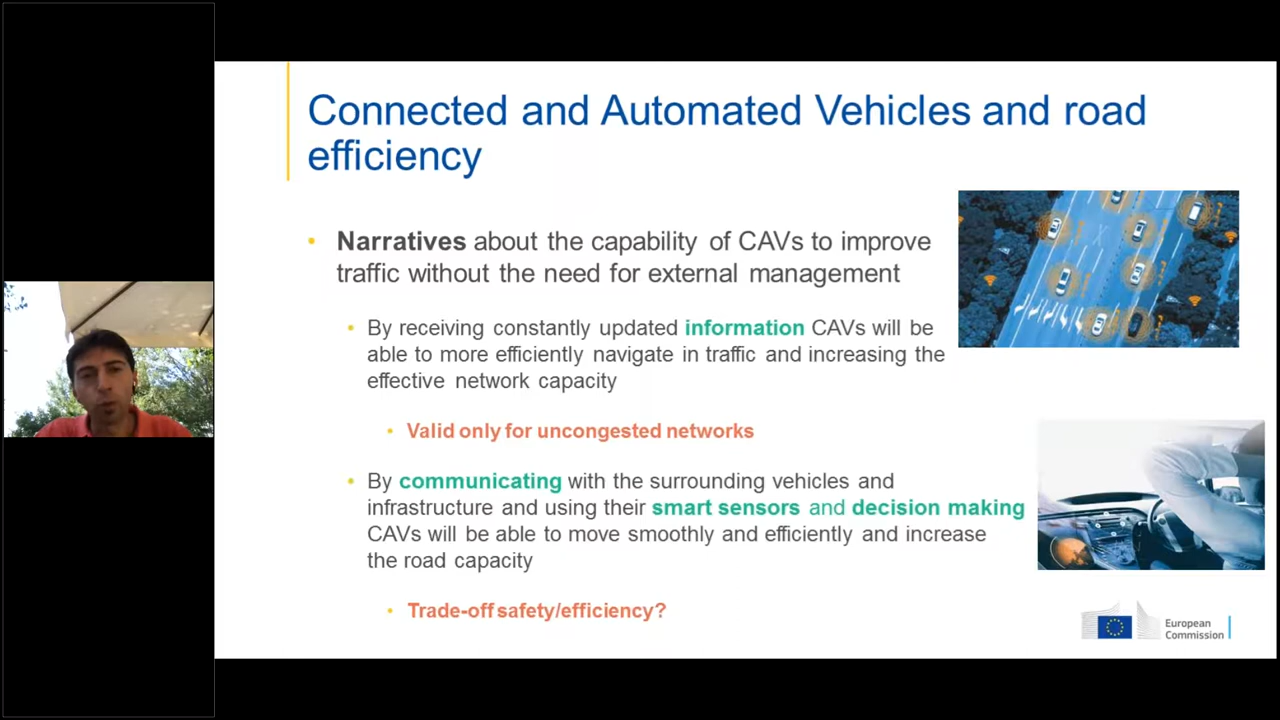 Connected and Automated Vehicles and road
efficiency
• Narratives about the capability of CAVs to improve
traffic without the need for external management
• By receiving constantly updated information CAVs will be
able to more efficiently navigate in traffic and increasing the
effective network capacity
• Valid only for uncongested networks
• By communicating with the surrounding vehicles and
infrastructure and using their smart sensors and decision making
CAVs will be able to move smoothly and efficiently and increase
the road capacity
• Trade-off safety/efficiency?
European
Commission